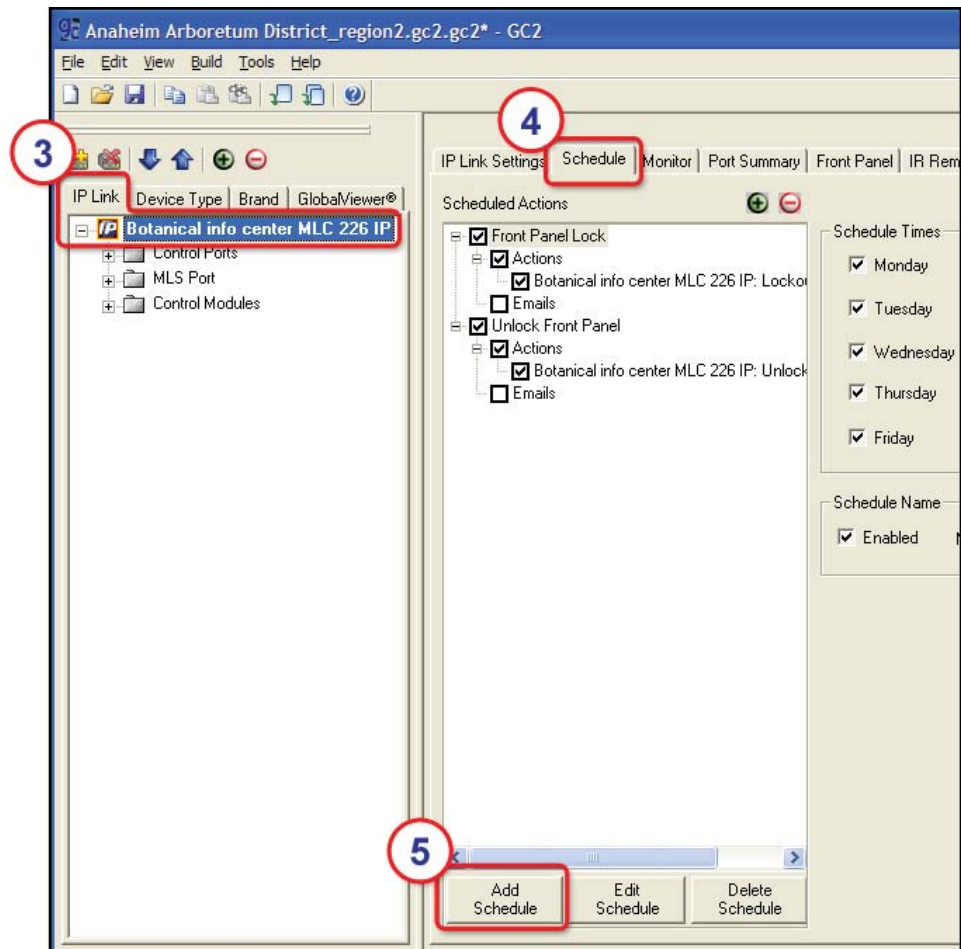 Anaheim Arboretum District_region2.gc2.gc2* - GC2
File Edit View Build Tools Help
3
4
IP Link Device Type Brand GlobalViewer®
IP Botanical info center MLC 226 IP
Control Ports
MLS Port
Control Modules
IP Link Settings Schedule Monitor Port Summary Front Panel IR Rem
Scheduled Actions
Front Panel Lock
Actions
Botanical info center MLC 226 IP: Lockou
Emails
Unlock Front Panel
Actions
Botanical info center MLC 226 IP: Unlock
Emails
Schedule Times
Monday
Tuesday
Wednesday
Thursday
Friday
Schedule Name
Enabled
5
Add Schedule
Edit Schedule
Delete Schedule